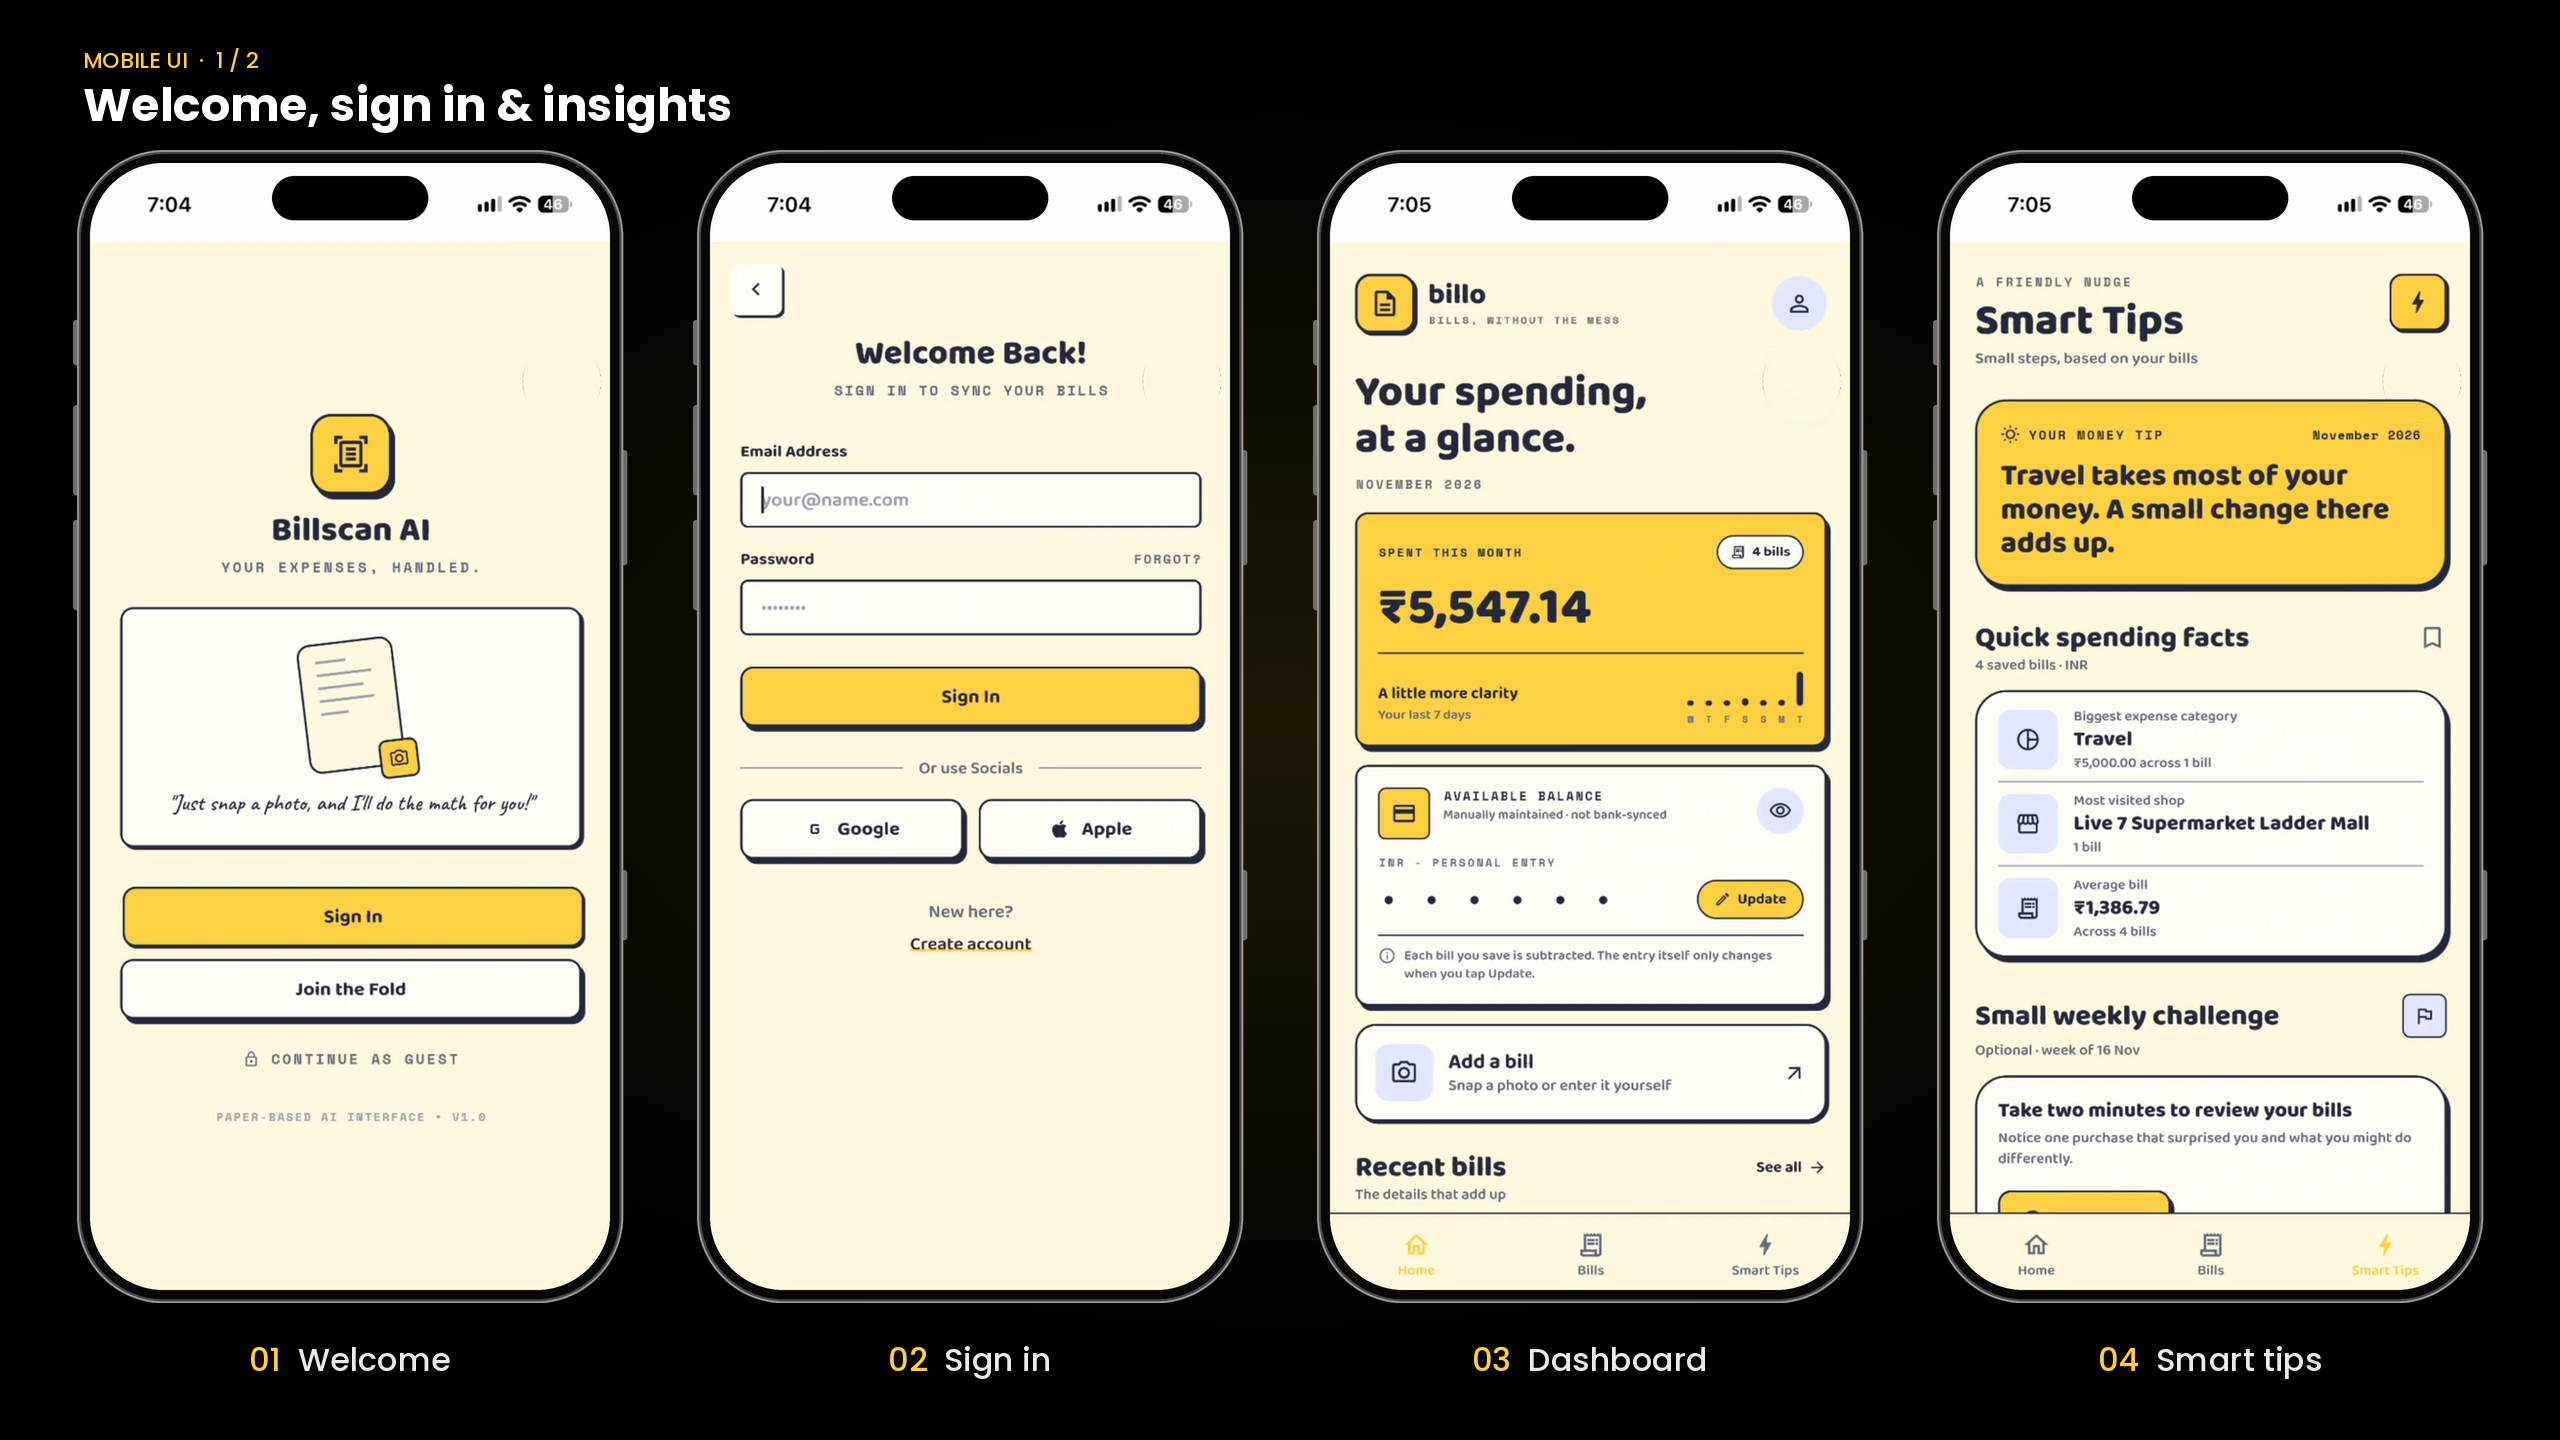 MOBILE UI · 1 / 2
Welcome, sign in & insights
7:04
46
Billscan AI
YOUR EXPENSES, HANDLED.
"Just snap a photo, and I'll do the math for you!"
Sign In
Join the Fold
CONTINUE AS GUEST
PAPER-BASED AI INTERFACE • V1.0
01 Welcome
7:04
46
Welcome Back!
SIGN IN TO SYNC YOUR BILLS
Email Address
your@name.com
Password FORGOT?
••••••••
Sign In
Or use Socials
G Google
Apple
New here?
Create account
02 Sign in
7:05
46
billo
BILLS, WITHOUT THE MESS
Your spending,
at a glance.
NOVEMBER 2026
SPENT THIS MONTH 4 bills
₹5,547.14
A little more clarity
Your last 7 days
W T F S S M T
AVAILABLE BALANCE
Manually maintained · not bank-synced
INR - PERSONAL ENTRY
• • • • • • Update
Each bill you save is subtracted. The entry itself only changes
when you tap Update.
Add a bill
Snap a photo or enter it yourself
Recent bills See all →
The details that add up
Home Bills Smart Tips
03 Dashboard
7:05
46
A FRIENDLY NUDGE
Smart Tips
Small steps, based on your bills
YOUR MONEY TIP November 2026
Travel takes most of your
money. A small change there
adds up.
Quick spending facts
4 saved bills · INR
Biggest expense category
Travel
₹5,000.00 across 1 bill
Most visited shop
Live 7 Supermarket Ladder Mall
1 bill
Average bill
₹1,386.79
Across 4 bills
Small weekly challenge
Optional · week of 16 Nov
Take two minutes to review your bills
Notice one purchase that surprised you and what you might do
differently.
Home Bills Smart Tips
04 Smart tips